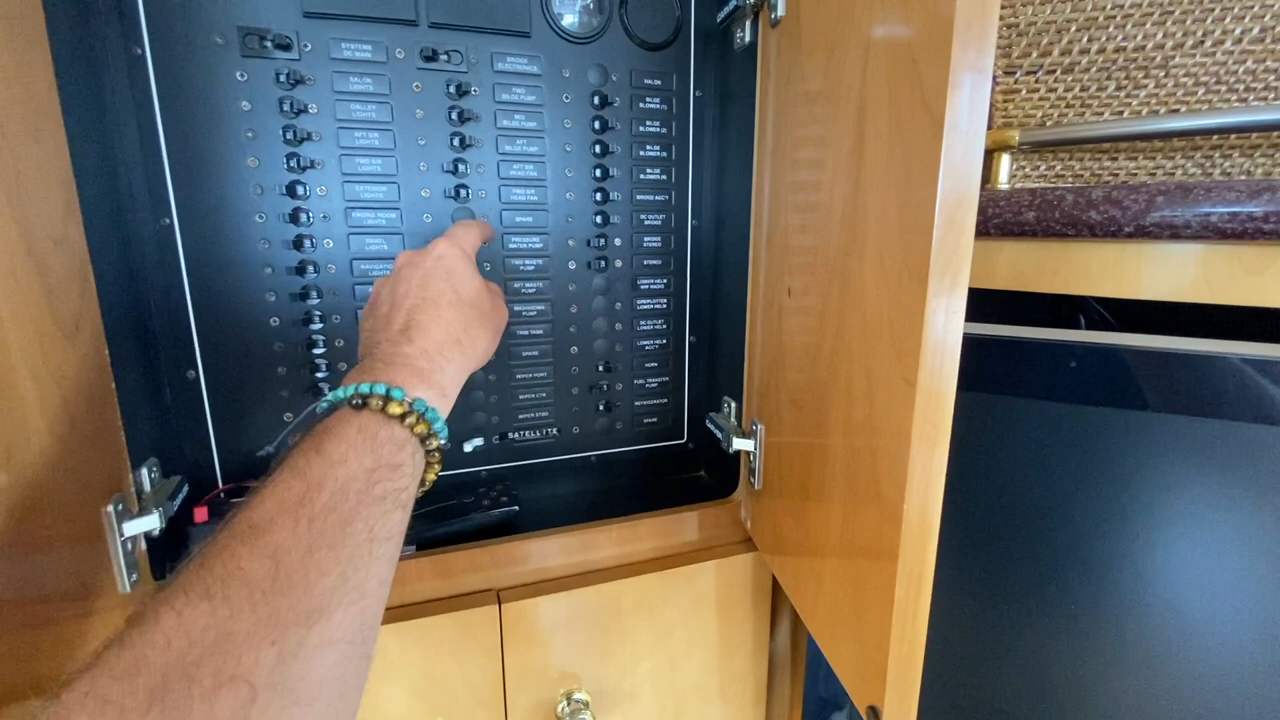 SYSTEMS
DC MAIN
SALON
LIGHTS
GALLEY
LIGHTS
AFT S/R
LIGHTS
FWD S/R
LIGHTS
EXTERIOR
LIGHTS
ENGINE ROOM
LIGHTS
PANEL
LIGHTS
LIGHTS
BRIDGE
ELECTRONICS
FWD
BILGE PUMP
MID
BILGE PUMP
AFT
BILGE PUMP
AFT S/R
HEAD FAN
FWD S/R
HEAD FAN
SPARE
PRESSURE
WATER PUMP
FWD WASTE
PUMP
AFT WASTE
PUMP
WASHDOWN
PUMP
TRIM TABS
SPARE
WIPER PORT
WIPER CTR
WIPER STBD
SATELLITE
HALON
BILGE
BLOWER (1)
BILGE
BLOWER (2)
BILGE
BLOWER (3)
BILGE
BLOWER (4)
BRIDGE ACC'Y
DC OUTLET
BRIDGE
BRIDGE
STEREO
STEREO
LOWER HELM
VHF RADIO
GPS/PLOTTER
LOWER HELM
DC OUTLET
LOWER HELM
LOWER HELM
ACC'Y
HORN
FUEL TRANSFER
PUMP
REFRIGERATOR
SPARE